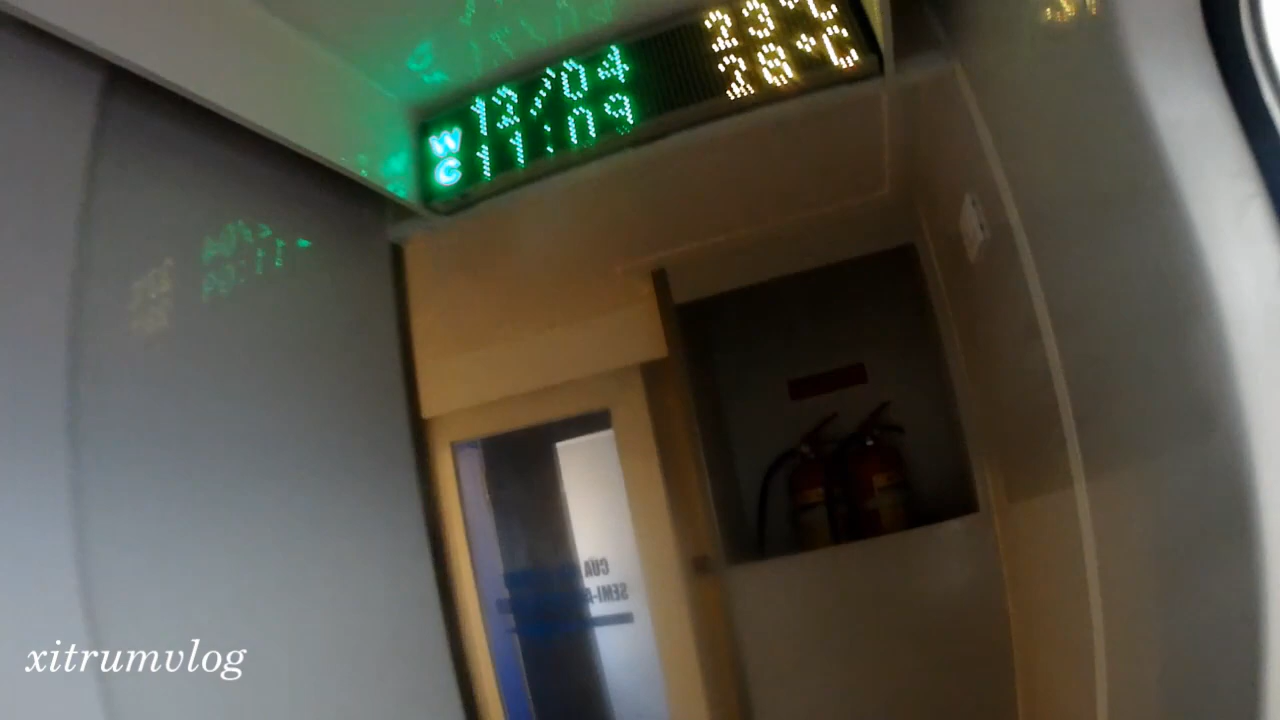 WC
12/04
11:09
23°C
28°C
CỬA
SEMI-A
xitrumvlog